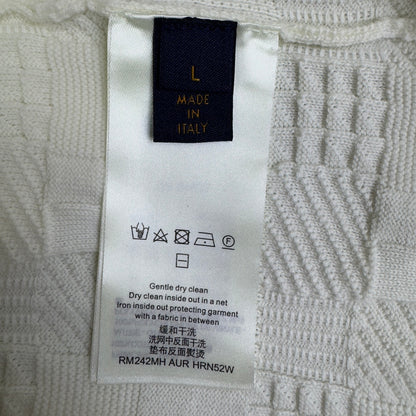 L
MADE
IN
ITALY
F
Gentle dry clean
Dry clean inside out in a net
Iron inside out protecting garment
with a fabric in between
缓和干洗
洗网中反面干洗
垫布反面熨烫
RM242MH AUR HRN52W